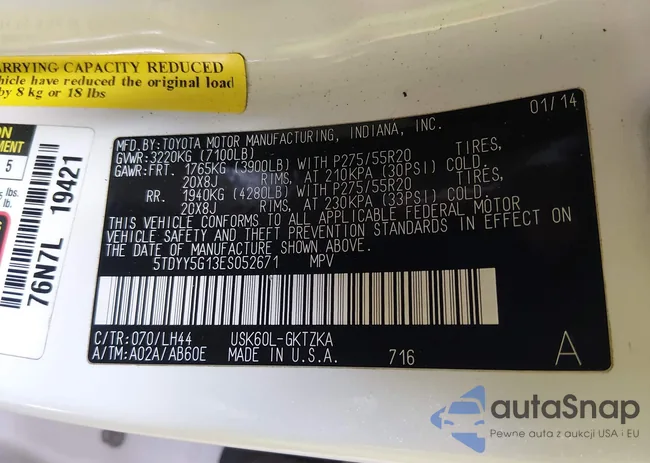 ARRYING CAPACITY REDUCED
hicle have reduced the original load
by 8 kg or 18 lbs
ON
EMENT
5
lbs.
lb.
76N7L 19421
01/14
MFD.BY:TOYOTA MOTOR MANUFACTURING, INDIANA, INC.
GVWR:3220KG (7100LB)
GAWR:FRT. 1765KG (3900LB) WITH P275/55R20 TIRES,
20X8J RIMS, AT 210KPA (30PSI) COLD.
RR. 1940KG (4280LB) WITH P275/55R20 TIRES,
20X8J RIMS, AT 230KPA (33PSI) COLD.
THIS VEHICLE CONFORMS TO ALL APPLICABLE FEDERAL MOTOR
VEHICLE SAFETY AND THEFT PREVENTION STANDARDS IN EFFECT ON
THE DATE OF MANUFACTURE SHOWN ABOVE.
5TDYY5G13ES052671 MPV
C/TR:070/LH44 USK60L-GKTZKA
A/TM:A02A/AB60E MADE IN U.S.A. 716 A
autaSnap
Pewne auta z aukcji USA i EU